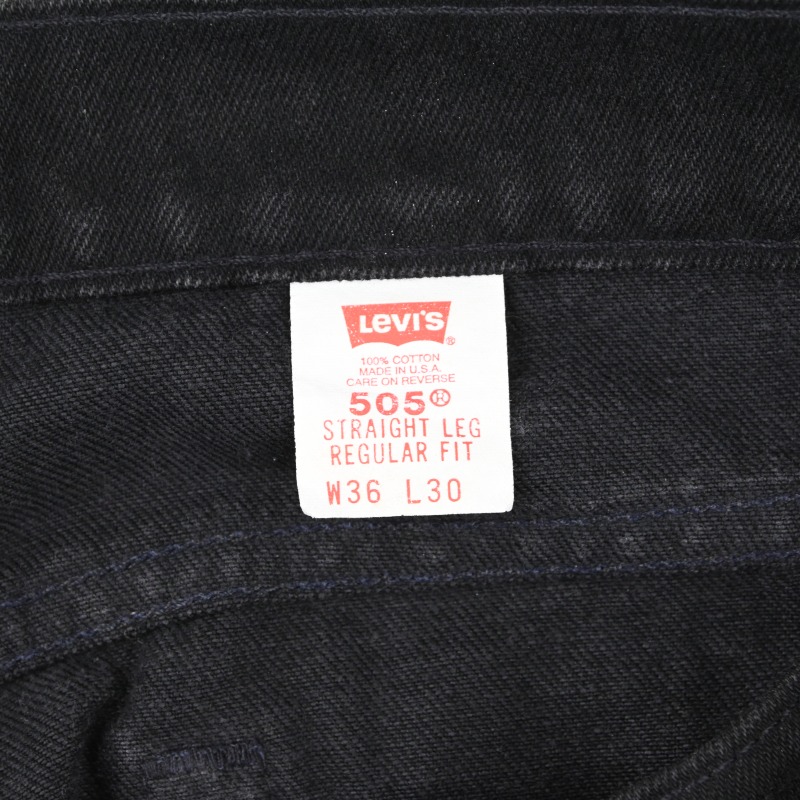 Levi's ®
100% COTTON
MADE IN U.S.A.
CARE ON REVERSE
505®
STRAIGHT LEG
REGULAR FIT
W36 L30